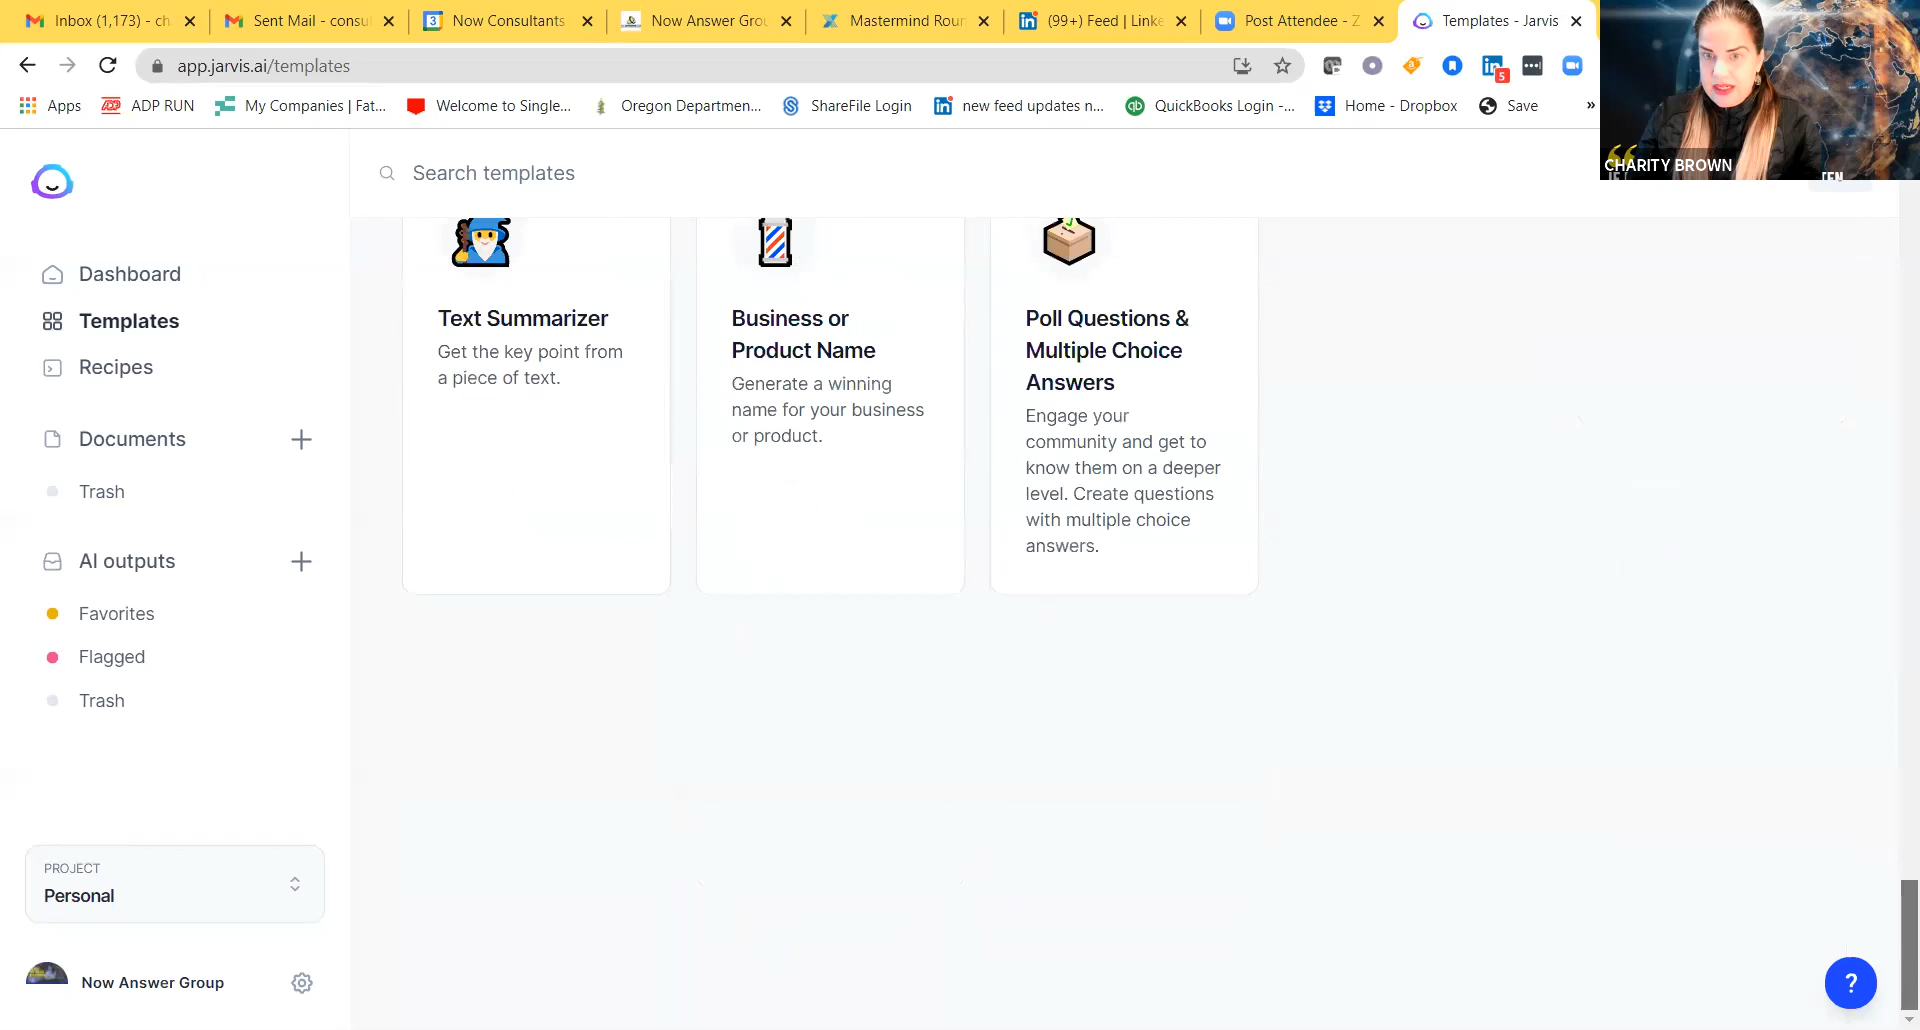 Inbox (1,173) - ch
Sent Mail - consul
3
Now Consultants
Now Answer Grou
Mastermind Roun
(99+) Feed | Linke
Post Attendee - Z
Templates - Jarvis
app.jarvis.ai/templates
5
Apps
ADP RUN
My Companies | Fat...
Welcome to Single...
Oregon Departmen...
ShareFile Login
new feed updates n...
QuickBooks Login -...
Home - Dropbox
Save
»
CHARITY BROWN
Search templates
Dashboard
Templates
Recipes
Documents
Trash
AI outputs
Favorites
Flagged
Trash
PROJECT
Personal
Now Answer Group
Text Summarizer
Get the key point from
a piece of text.
Business or
Product Name
Generate a winning
name for your business
or product.
Poll Questions &
Multiple Choice
Answers
Engage your
community and get to
know them on a deeper
level. Create questions
with multiple choice
answers.
?